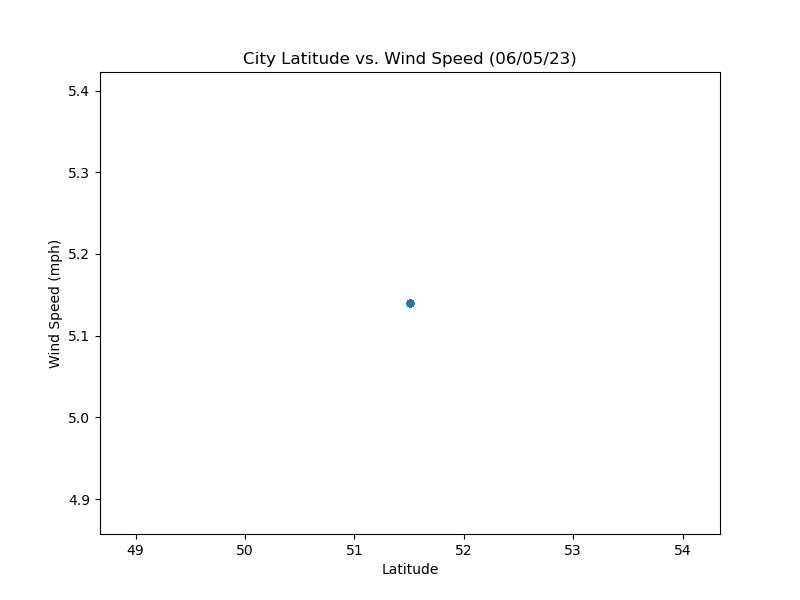 City Latitude vs. Wind Speed (06/05/23)
5.4
5.3
5.2
5.1
5.0
4.9
Wind Speed (mph)
49 50 51 52 53 54
Latitude